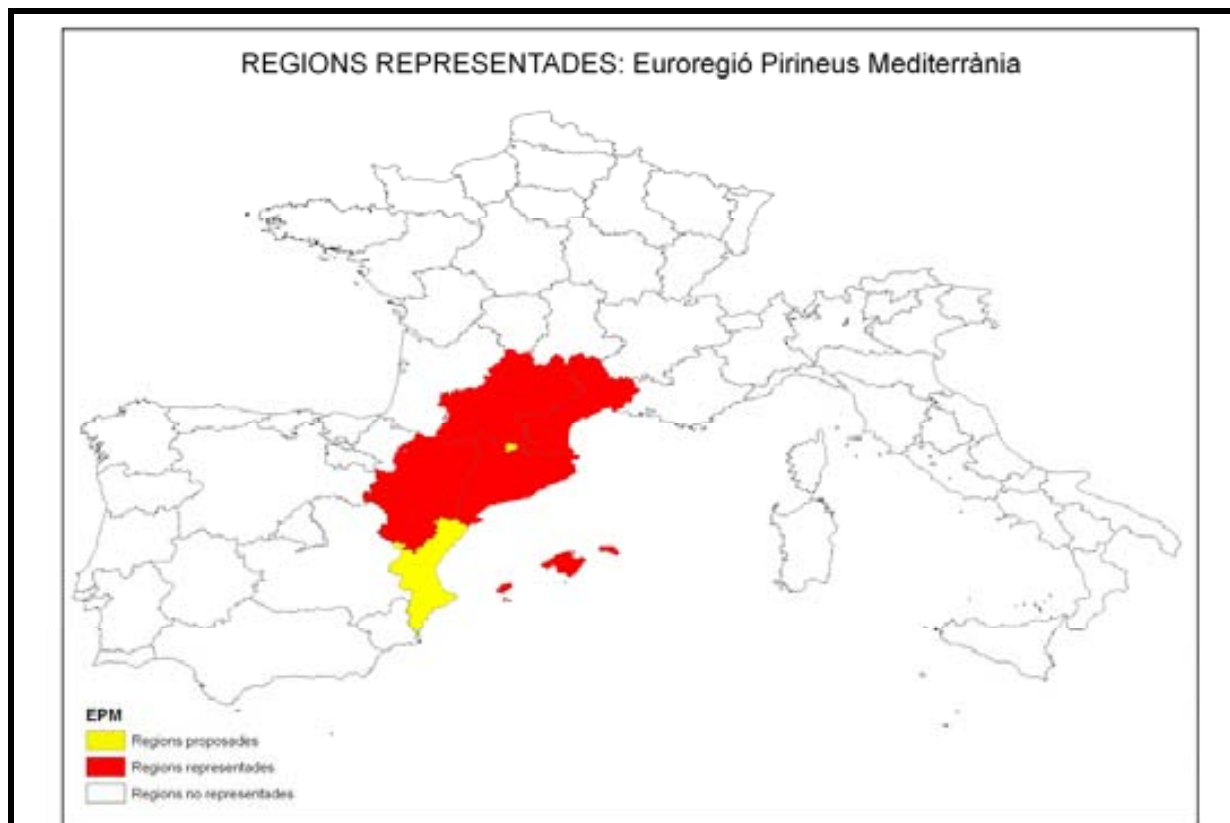 REGIONS REPRESENTADES: Euroregió Pirineus Mediterrània
EPM
Regions proposades
Regions representades
Regions no representades